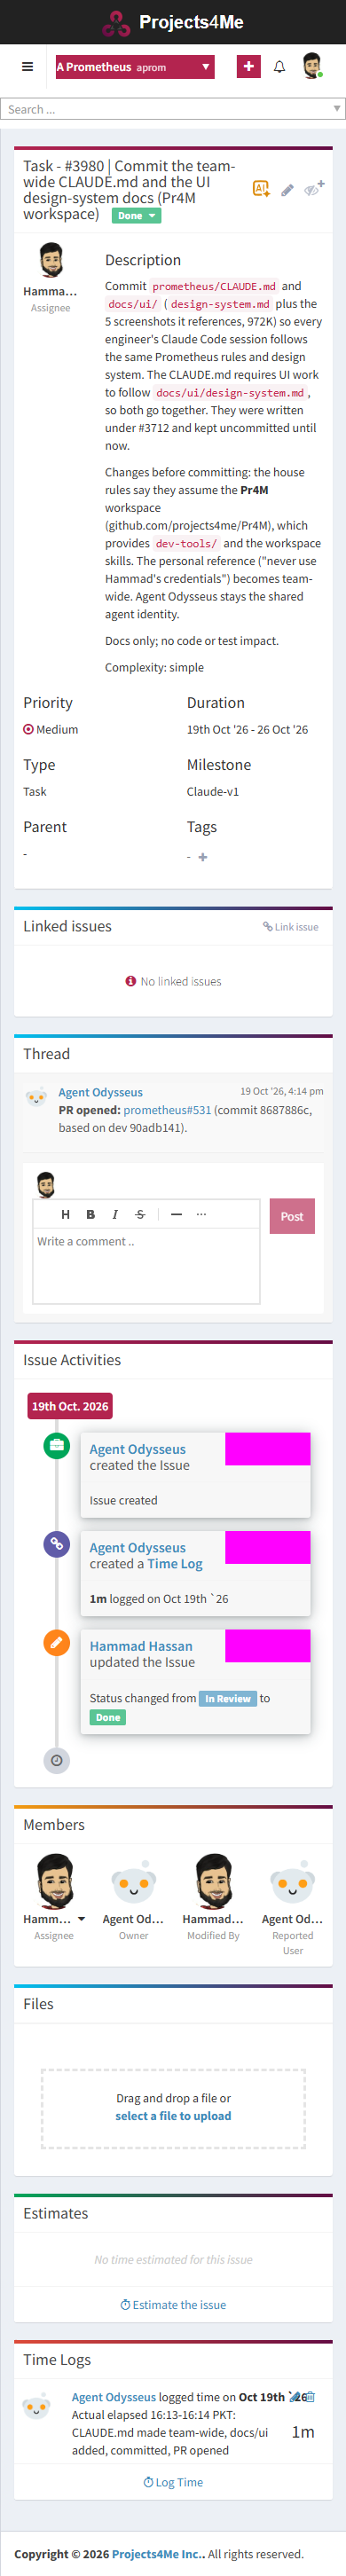 Projects4Me
A Prometheus aprom
Search ...
Task - #3980 | Commit the team-
wide CLAUDE.md and the UI
design-system docs (Pr4M
workspace) Done
AI
Hamma...
Assignee
Description
Commit prometheus/CLAUDE.md and
docs/ui/ ( design-system.md plus the
5 screenshots it references, 972K) so every
engineer's Claude Code session follows
the same Prometheus rules and design
system. The CLAUDE.md requires UI work
to follow docs/ui/design-system.md ,
so both go together. They were written
under #3712 and kept uncommitted until
now.
Changes before committing: the house
rules say they assume the Pr4M
workspace
(github.com/projects4me/Pr4M), which
provides dev-tools/ and the workspace
skills. The personal reference ("never use
Hammad's credentials") becomes team-
wide. Agent Odysseus stays the shared
agent identity.
Docs only; no code or test impact.
Complexity: simple
Priority
Medium
Duration
19th Oct '26 - 26 Oct '26
Type
Task
Milestone
Claude-v1
Parent
-
Tags
- +
Linked issues
Link issue
No linked issues
Thread
Agent Odysseus 19 Oct '26, 4:14 pm
PR opened: prometheus#531 (commit 8687886c,
based on dev 90adb141).
H B I S — ...
Write a comment ..
Post
Issue Activities
19th Oct. 2026
Agent Odysseus
created the Issue
Issue created
Agent Odysseus
created a Time Log
1m logged on Oct 19th `26
Hammad Hassan
updated the Issue
Status changed from In Review to
Done
Members
Hamm...
Assignee
Agent Od...
Owner
Hammad...
Modified By
Agent Od...
Reported
User
Files
Drag and drop a file or
select a file to upload
Estimates
No time estimated for this issue
Estimate the issue
Time Logs
Agent Odysseus logged time on Oct 19th `26
Actual elapsed 16:13-16:14 PKT:
CLAUDE.md made team-wide, docs/ui
added, committed, PR opened
1m
Log Time
Copyright © 2026 Projects4Me Inc.. All rights reserved.